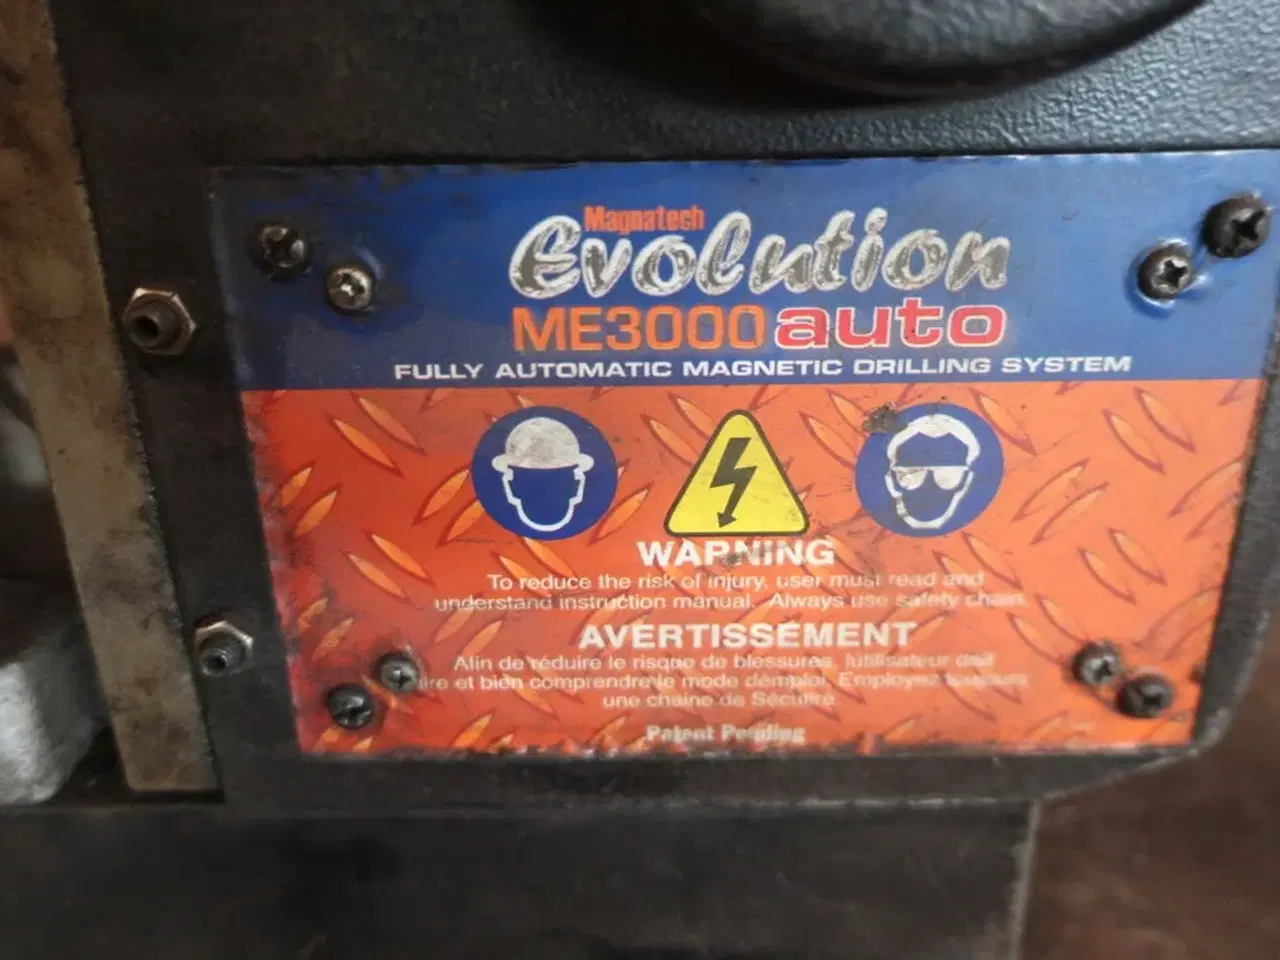 Magnatech
Evolution
ME3000 auto
FULLY AUTOMATIC MAGNETIC DRILLING SYSTEM
WARNING
To reduce the risk of injury, user must read and
understand instruction manual. Always use safety chain.
AVERTISSEMENT
Afin de réduire le risque de blessures, l'utilisateur doit
et bien comprendre le mode d'emploi. Employez toujours
une chaine de Sécurité.
Patent Pending